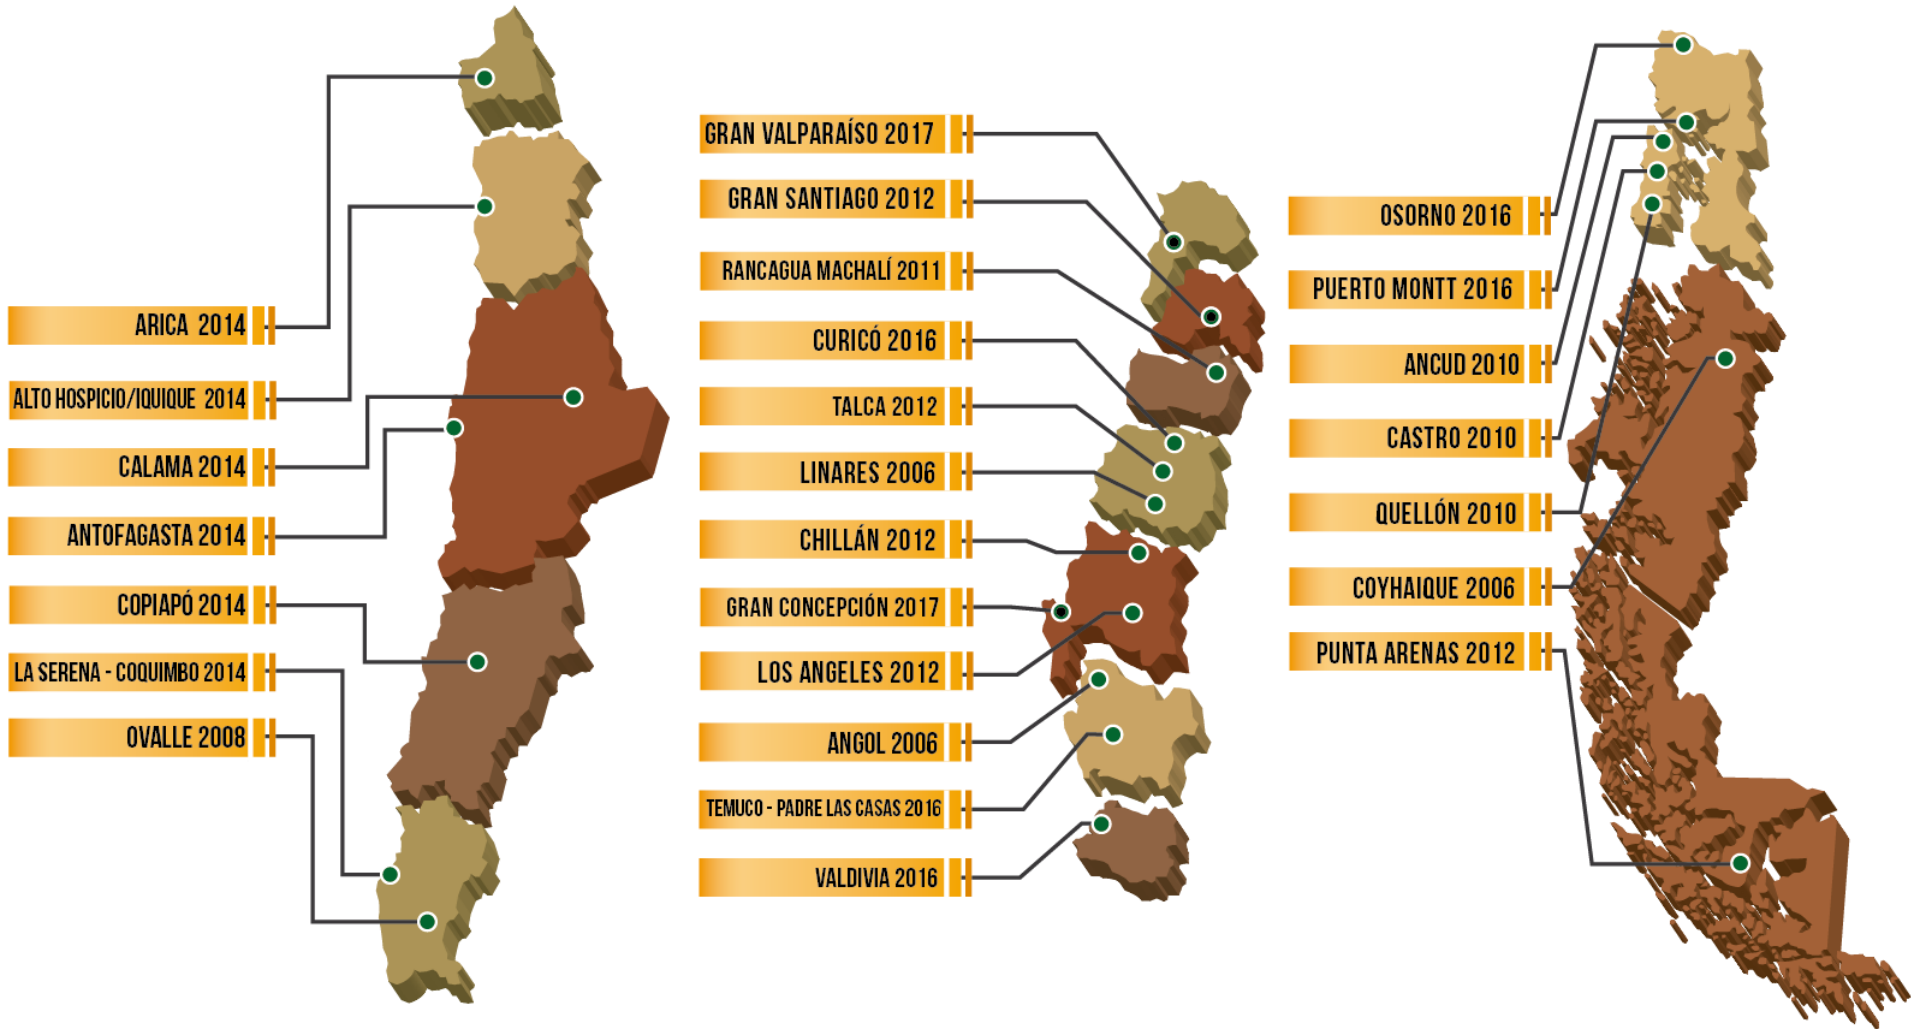 ARICA 2014
ALTO HOSPICIO/IQUIQUE 2014
CALAMA 2014
ANTOFAGASTA 2014
COPIAPÓ 2014
LA SERENA - COQUIMBO 2014
OVALLE 2008
GRAN VALPARAÍSO 2017
GRAN SANTIAGO 2012
RANCAGUA MACHALÍ 2011
CURICÓ 2016
TALCA 2012
LINARES 2006
CHILLÁN 2012
GRAN CONCEPCIÓN 2017
LOS ANGELES 2012
ANGOL 2006
TEMUCO - PADRE LAS CASAS 2016
VALDIVIA 2016
OSORNO 2016
PUERTO MONTT 2016
ANCUD 2010
CASTRO 2010
QUELLÓN 2010
COYHAIQUE 2006
PUNTA ARENAS 2012